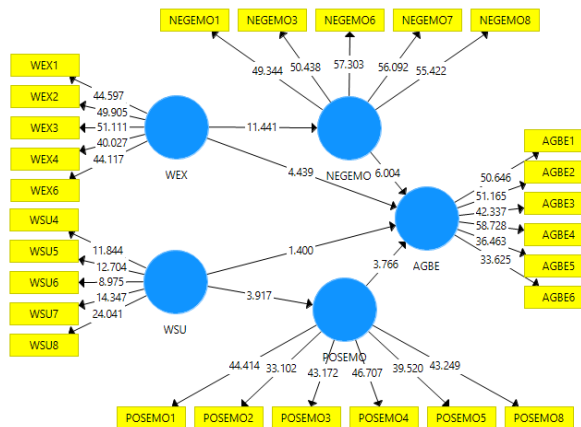 NEGEMO1 NEGEMO3 NEGEMO6 NEGEMO7 NEGEMO8
49.344 50.438 57.303 56.092 55.422
WEX1
WEX2
WEX3
WEX4
WEX6
44.597
49.905
51.111
40.027
44.117
WEX
11.441
NEGEMO
6.004
4.439
AGBE1
AGBE2
AGBE3
AGBE4
AGBE5
AGBE6
50.646
51.165
42.337
58.728
36.463
33.625
AGBE
WSU4
WSU5
WSU6
WSU7
WSU8
11.844
12.704
8.975
14.347
24.041
WSU
1.400
3.917
3.766
POSEMO
44.414 33.102 43.172 46.707 39.520 43.249
POSEMO1 POSEMO2 POSEMO3 POSEMO4 POSEMO5 POSEMO8